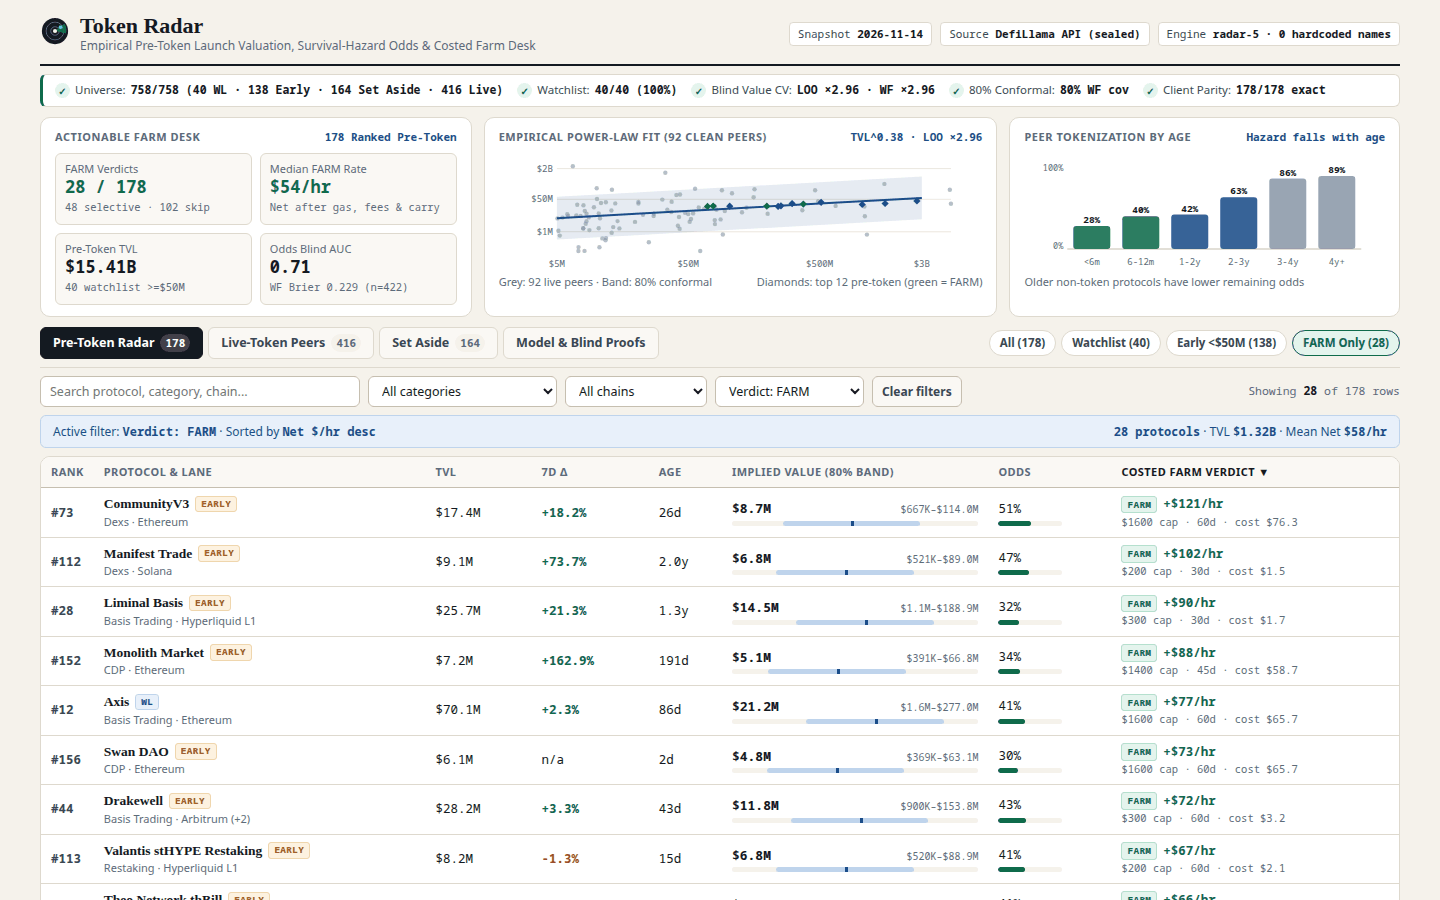 Token Radar
Empirical Pre-Token Launch Valuation, Survival-Hazard Odds & Costed Farm Desk
Snapshot 2026-11-14
Source DefiLlama API (sealed)
Engine radar-5 · 0 hardcoded names
✓ Universe: 758/758 (40 WL · 138 Early · 164 Set Aside · 416 Live)
✓ Watchlist: 40/40 (100%)
✓ Blind Value CV: LOO ×2.96 · WF ×2.96
✓ 80% Conformal: 80% WF cov
✓ Client Parity: 178/178 exact
ACTIONABLE FARM DESK
178 Ranked Pre-Token
FARM Verdicts
28 / 178
48 selective · 102 skip
Median FARM Rate
$54/hr
Net after gas, fees & carry
Pre-Token TVL
$15.41B
40 watchlist >=$50M
Odds Blind AUC
0.71
WF Brier 0.229 (n=422)
EMPIRICAL POWER-LAW FIT (92 CLEAN PEERS)
TVL^0.38 · LOO ×2.96
$2B
$50M
$1M
$5M
$50M
$500M
$3B
Grey: 92 live peers · Band: 80% conformal
Diamonds: top 12 pre-token (green = FARM)
PEER TOKENIZATION BY AGE
Hazard falls with age
100%
0%
28%
40%
42%
63%
86%
89%
<6m
6-12m
1-2y
2-3y
3-4y
4y+
Older non-token protocols have lower remaining odds
Pre-Token Radar 178
Live-Token Peers 416
Set Aside 164
Model & Blind Proofs
All (178)
Watchlist (40)
Early <$50M (138)
FARM Only (28)
Search protocol, category, chain...
All categories
All chains
Verdict: FARM
Clear filters
Showing 28 of 178 rows
Active filter: Verdict: FARM · Sorted by Net $/hr desc
28 protocols · TVL $1.32B · Mean Net $58/hr
RANK
PROTOCOL & LANE
TVL
7D Δ
AGE
IMPLIED VALUE (80% BAND)
ODDS
COSTED FARM VERDICT ▼
#73
CommunityV3 EARLY
Dexs · Ethereum
$17.4M
+18.2%
26d
$8.7M
$667K–$114.0M
51%
FARM +$121/hr
$1600 cap · 60d · cost $76.3
#112
Manifest Trade EARLY
Dexs · Solana
$9.1M
+73.7%
2.0y
$6.8M
$521K–$89.0M
47%
FARM +$102/hr
$200 cap · 30d · cost $1.5
#28
Liminal Basis EARLY
Basis Trading · Hyperliquid L1
$25.7M
+21.3%
1.3y
$14.5M
$1.1M–$188.9M
32%
FARM +$90/hr
$300 cap · 30d · cost $1.7
#152
Monolith Market EARLY
CDP · Ethereum
$7.2M
+162.9%
191d
$5.1M
$391K–$66.8M
34%
FARM +$88/hr
$1400 cap · 45d · cost $58.7
#12
Axis WL
Basis Trading · Ethereum
$70.1M
+2.3%
86d
$21.2M
$1.6M–$277.0M
41%
FARM +$77/hr
$1600 cap · 60d · cost $65.7
#156
Swan DAO EARLY
CDP · Ethereum
$6.1M
n/a
2d
$4.8M
$369K–$63.1M
30%
FARM +$73/hr
$1600 cap · 60d · cost $65.7
#44
Drakewell EARLY
Basis Trading · Arbitrum (+2)
$28.2M
+3.3%
43d
$11.8M
$900K–$153.8M
43%
FARM +$72/hr
$300 cap · 60d · cost $3.2
#113
Valantis stHYPE Restaking EARLY
Restaking · Hyperliquid L1
$8.2M
-1.3%
15d
$6.8M
$520K–$88.9M
41%
FARM +$67/hr
$200 cap · 60d · cost $2.1
Theo Network thBill EARLY
FARM +$66/hr